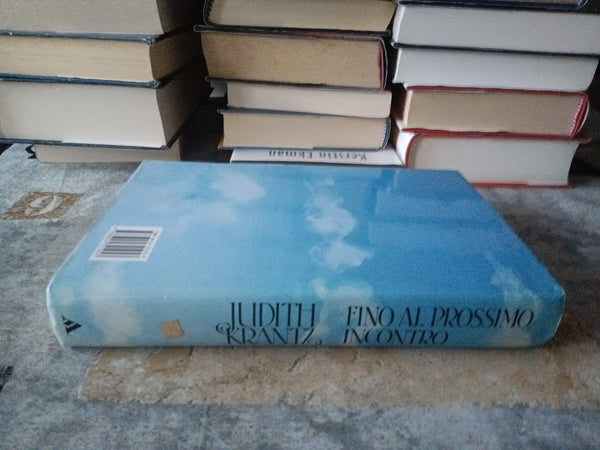 Kerstin Ekman
JUDITH
KRANTZ
FINO AL PROSSIMO
INCONTRO